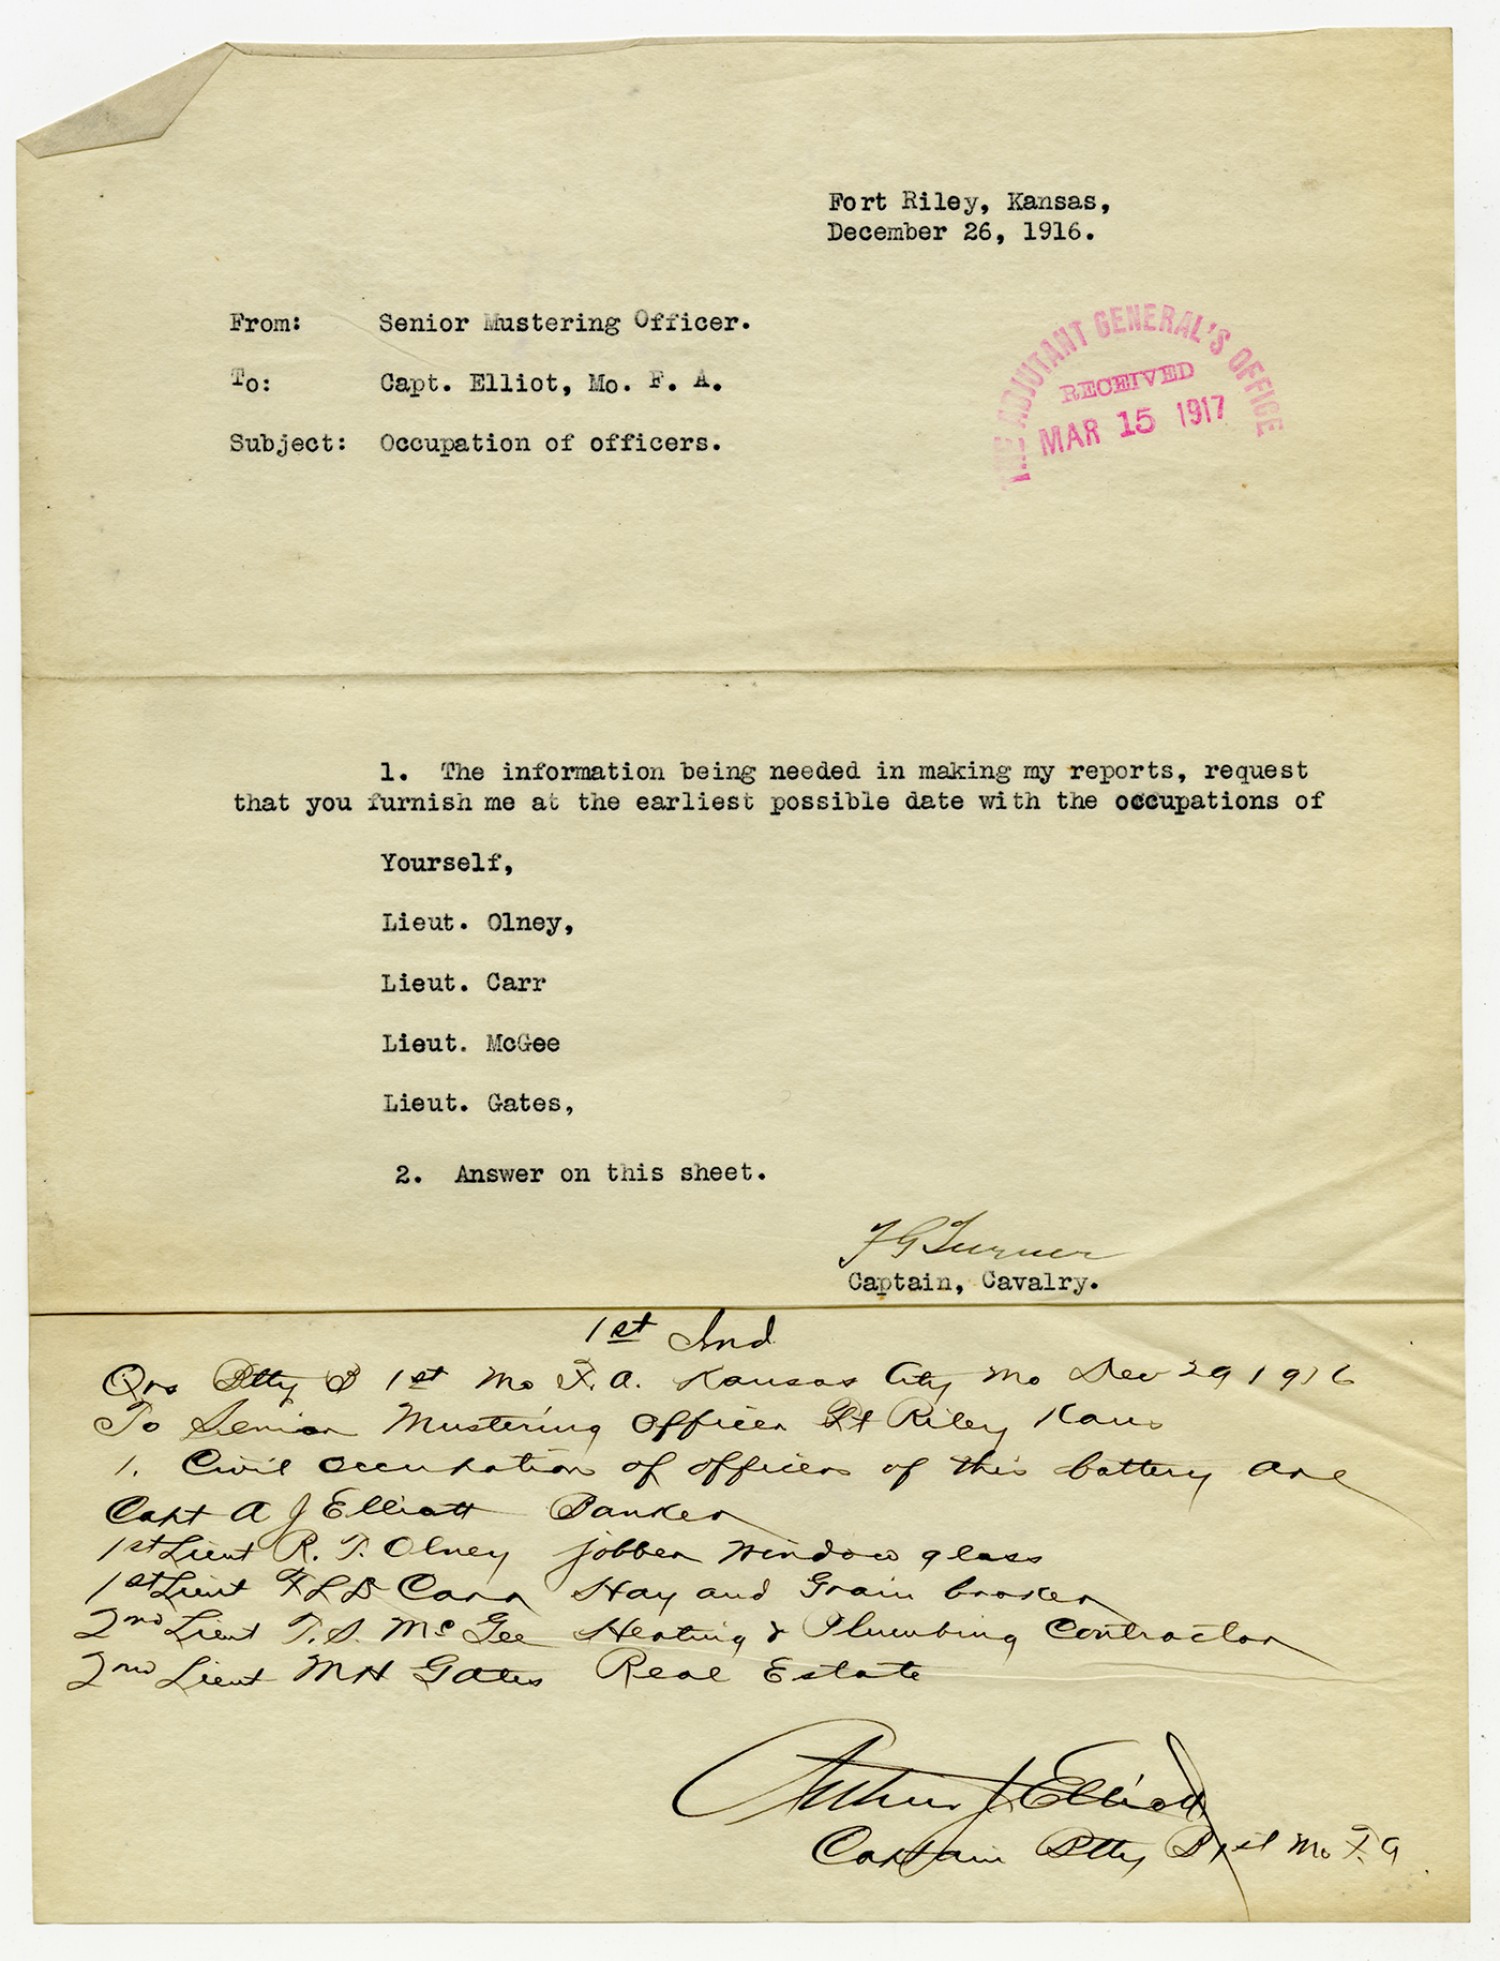 Fort Riley, Kansas,
December 26, 1916.
From: Senior Mustering Officer.
To: Capt. Elliot, Mo. F. A.
Subject: Occupation of officers.
THE ADJUTANT GENERAL'S OFFICE
RECEIVED
MAR 15 1917
1. The information being needed in making my reports, request
that you furnish me at the earliest possible date with the occupations of
Yourself,
Lieut. Olney,
Lieut. Carr
Lieut. McGee
Lieut. Gates,
2. Answer on this sheet.
F G Turner
Captain, Cavalry.
1st Ind
Qrs Btty B 1st Mo F. A. Kansas City Mo Dec 29 1916
To Senior Mustering Officer Ft Riley Kans
1. Civil occupation of officers of this battery are
Capt A J Elliott Banker
1st Lieut R. T. Olney jobber window glass
1st Lieut F L D Carr Hay and Grain broker
2nd Lieut T. S. McGee Heating & Plumbing Contractor
2nd Lieut M H Gates Real Estate
Arthur J Elliott
Captain Btty B 1st Mo F. A